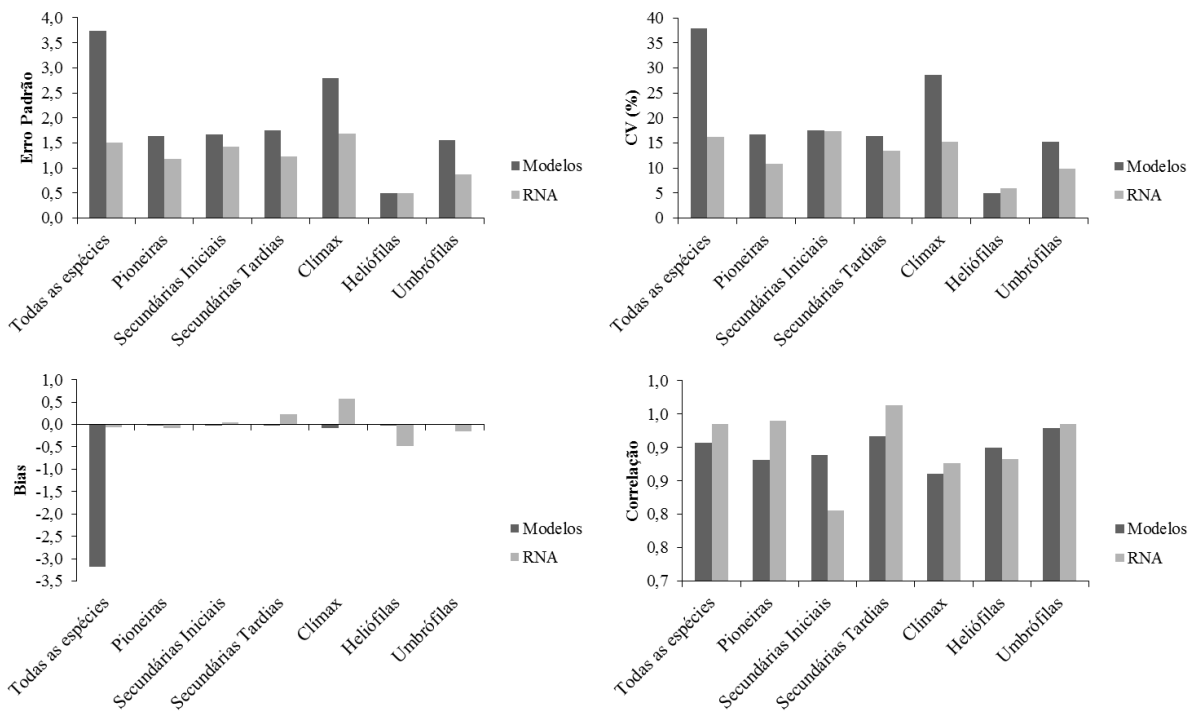 4,0
3,5
3,0
2,5
2,0
1,5
1,0
0,5
0,0
Erro Padrão
Todas as espécies
Pioneiras
Secundárias Iniciais
Secundárias Tardias
Clímax
Heliófilas
Umbrófilas
Modelos
RNA
40
35
30
25
20
15
10
5
0
CV (%)
Todas as espécies
Pioneiras
Secundárias Iniciais
Secundárias Tardias
Clímax
Heliófilas
Umbrófilas
Modelos
RNA
1,0
0,5
0,0
-0,5
-1,0
-1,5
-2,0
-2,5
-3,0
-3,5
Bias
Todas as espécies
Pioneiras
Secundárias Iniciais
Secundárias Tardias
Clímax
Heliófilas
Umbrófilas
Modelos
RNA
1,0
1,0
0,9
0,9
0,8
0,8
0,7
Correlação
Todas as espécies
Pioneiras
Secundárias Iniciais
Secundárias Tardias
Clímax
Heliófilas
Umbrófilas
Modelos
RNA